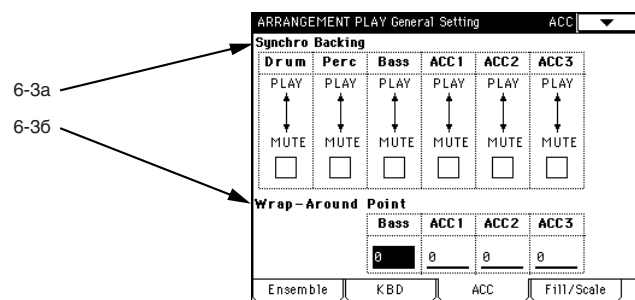 ARRANGEMENT PLAY General Setting ACC
Synchro Backing
Drum Perc Bass ACC1 ACC2 ACC3
6-3а
PLAY PLAY PLAY PLAY PLAY PLAY
6-3б
MUTE MUTE MUTE MUTE MUTE MUTE
Wrap-Around Point
Bass ACC1 ACC2 ACC3
0 0 0 0
Ensemble KBD ACC Fill/Scale